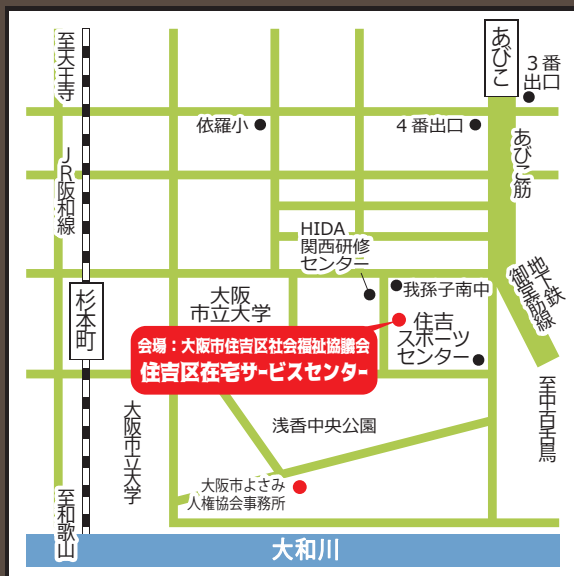 至天王寺
JR阪和線
杉本町
至和歌山
あびこ
3番
出口
依羅小
4番出口
あびこ筋
HIDA
関西研修
センター
我孫子南中
地下鉄
御堂筋線
大阪
市立大学
住吉
スポーツ
センター
会場：大阪市住吉区社会福祉協議会
住吉区在宅サービスセンター
至中百舌鳥
大阪市立大学
浅香中央公園
大阪市よさみ
人権協会事務所
大和川